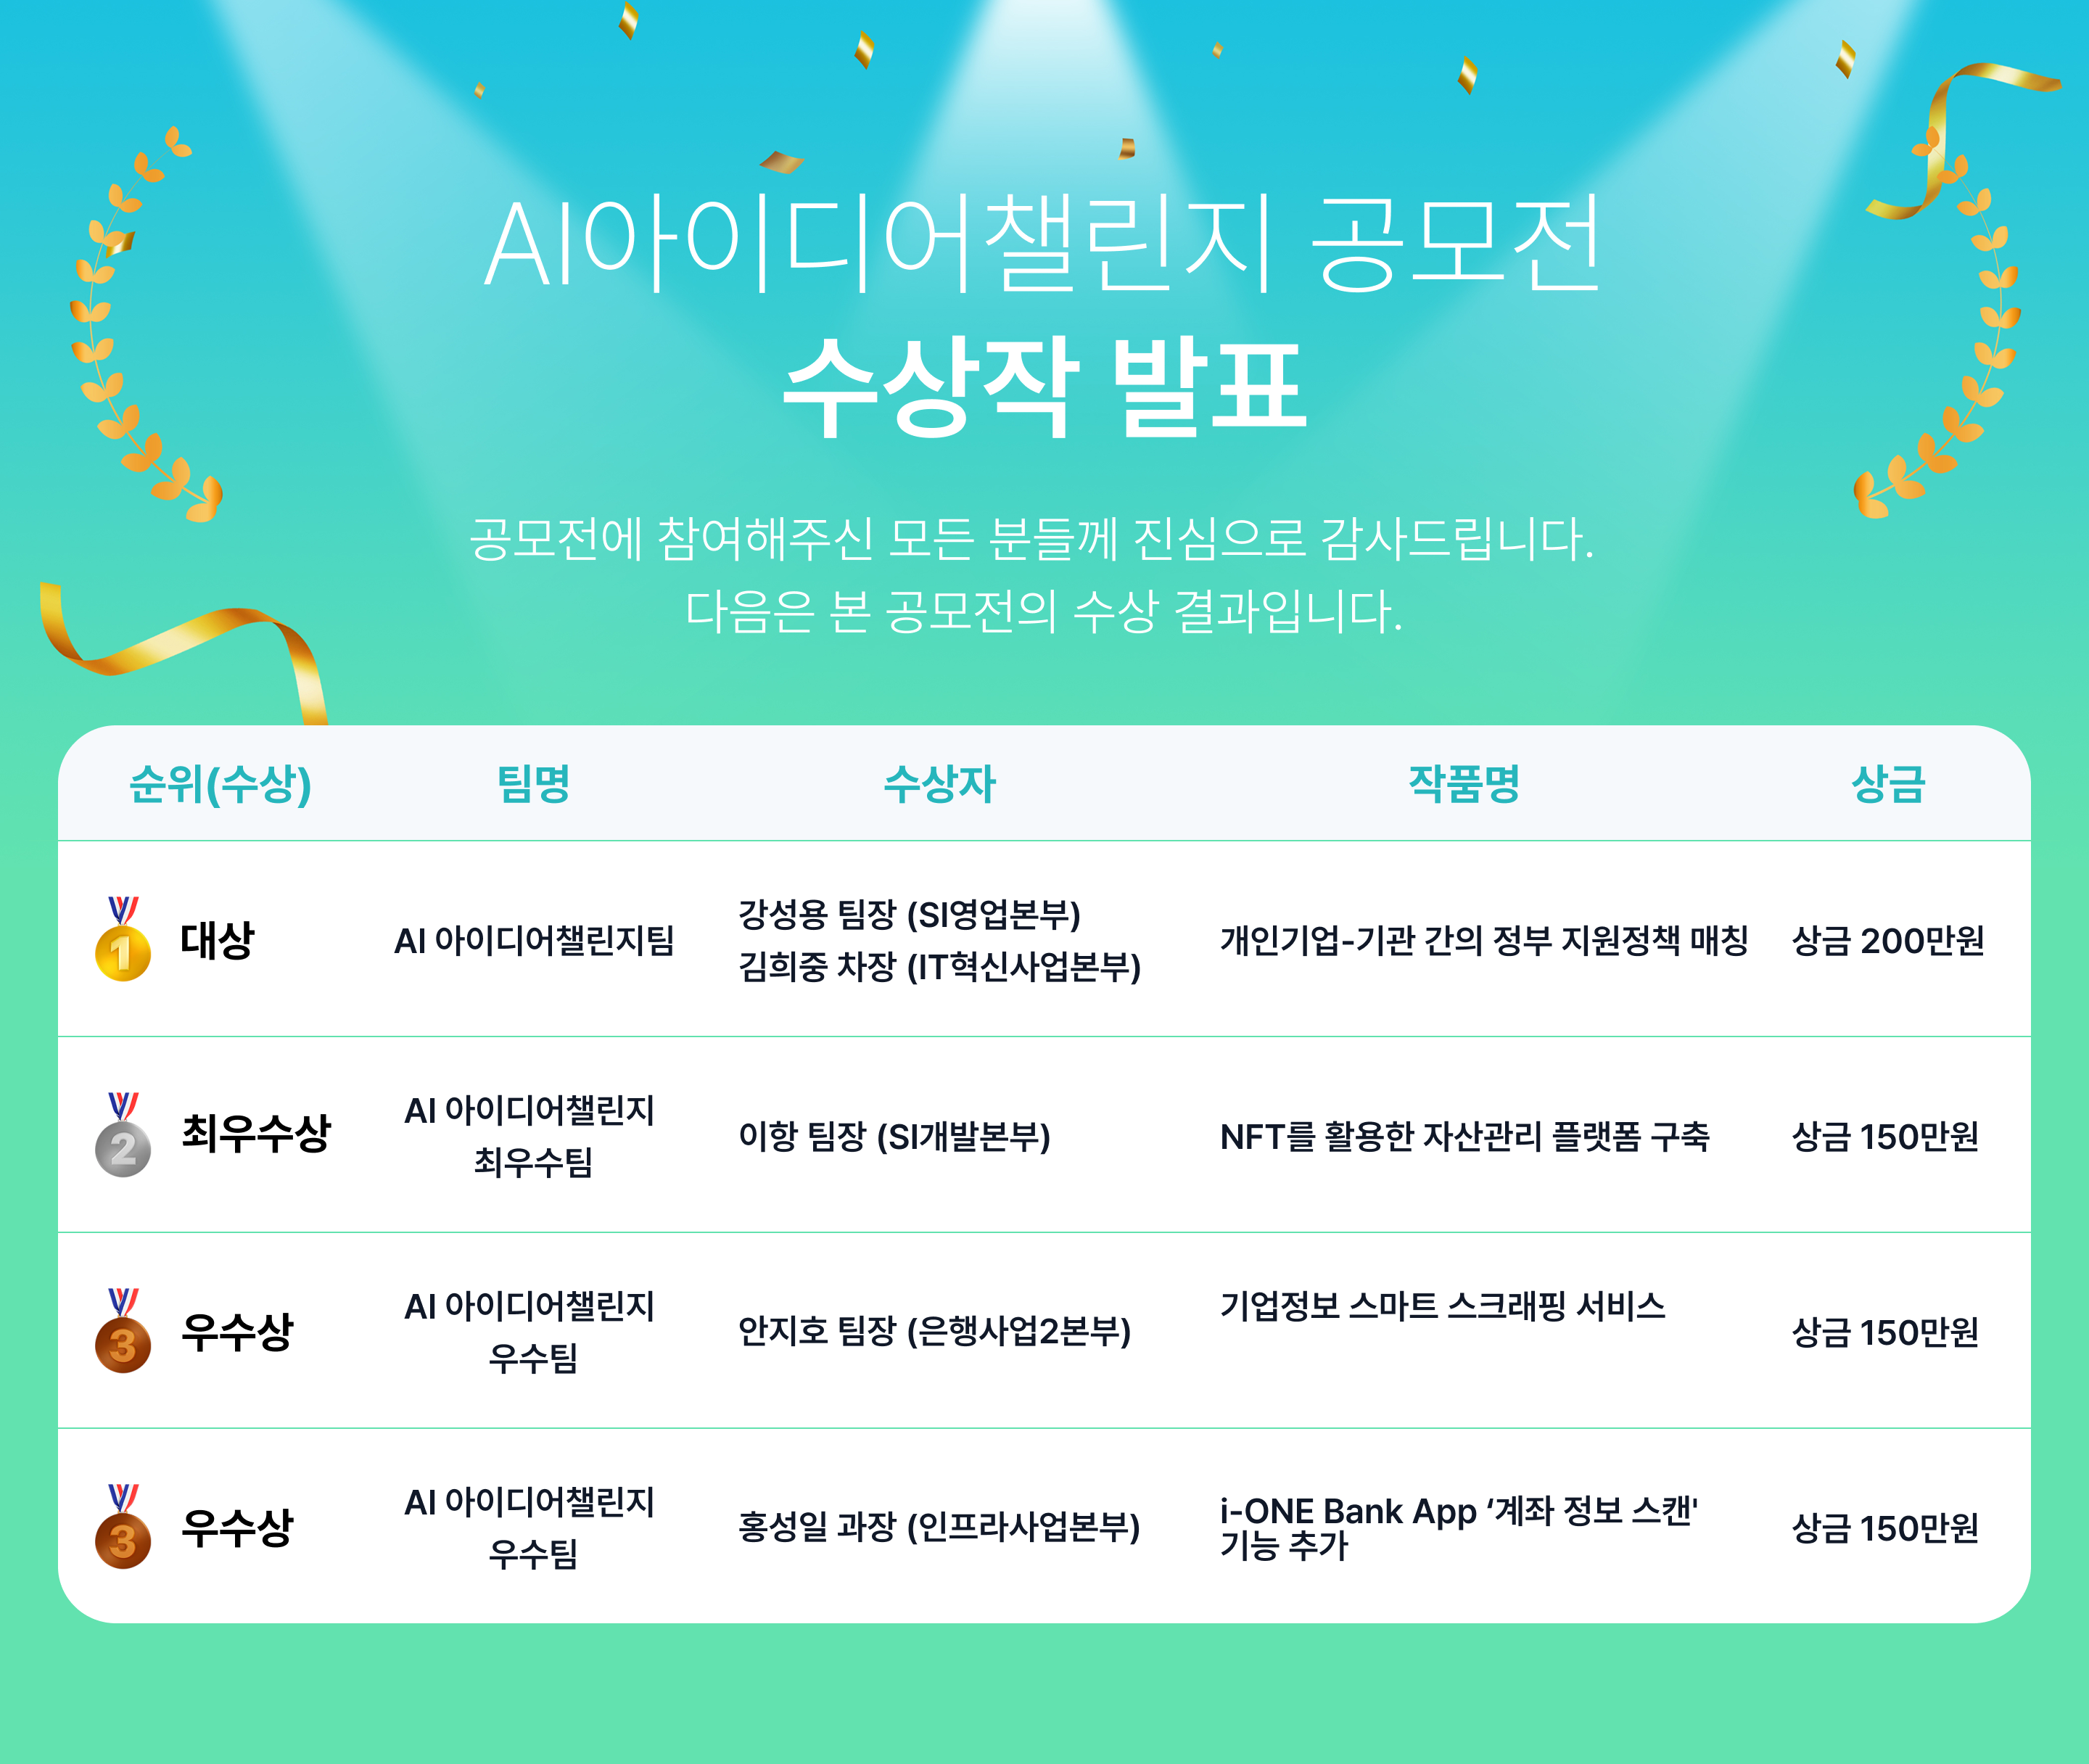 AI아이디어챌린지 공모전
수상작 발표
공모전에 참여해주신 모든 분들께 진심으로 감사드립니다.
다음은 본 공모전의 수상 결과입니다.
순위(수상) 팀명 수상자 작품명 상금
1 대상 AI 아이디어챌린지팀
강성용 팀장 (SI영업본부)
김희중 차장 (IT혁신사업본부)
개인기업-기관 간의 정부 지원정책 매칭 상금 200만원
2 최우수상
AI 아이디어챌린지
최우수팀
이항 팀장 (SI개발본부) NFT를 활용한 자산관리 플랫폼 구축 상금 150만원
3 우수상
AI 아이디어챌린지
우수팀
안지호 팀장 (은행사업2본부) 기업정보 스마트 스크래핑 서비스 상금 150만원
3 우수상
AI 아이디어챌린지
우수팀
홍성일 과장 (인프라사업본부)
i-ONE Bank App ‘계좌 정보 스캔'
기능 추가
상금 150만원